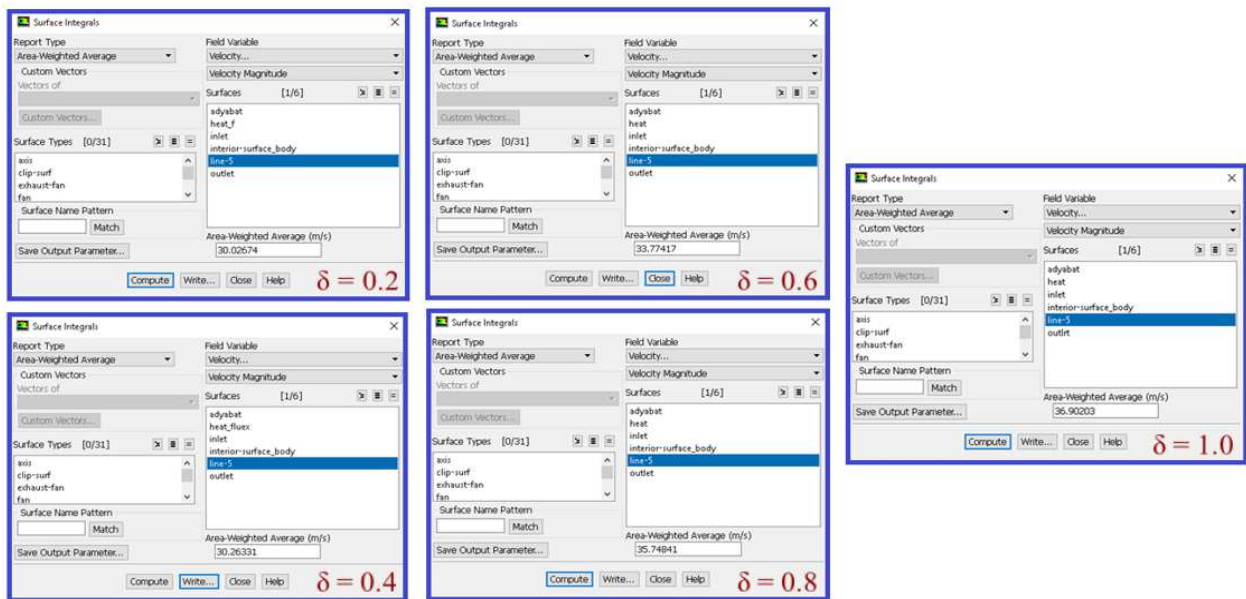 Surface Integrals
Report Type
Area-Weighted Average
Custom Vectors
Vectors of
Custom Vectors...
Surface Types [0/31]
axis
clip-surf
exhaust-fan
fan
Surface Name Pattern
Match
Save Output Parameter...
Field Variable
Velocity...
Velocity Magnitude
Surfaces [1/6]
adyabat
heat_f
inlet
interior-surface_body
line-5
outlet
Area-Weighted Average (m/s)
30.02674
Compute Write... Close Help
δ = 0.2
Surface Integrals
Report Type
Area-Weighted Average
Custom Vectors
Vectors of
Custom Vectors...
Surface Types [0/31]
axis
clip-surf
exhaust-fan
fan
Surface Name Pattern
Match
Save Output Parameter...
Field Variable
Velocity...
Velocity Magnitude
Surfaces [1/6]
adyabat
heat_fluex
inlet
interior-surface_body
line-5
outlet
Area-Weighted Average (m/s)
30.26331
Compute Write... Close Help
δ = 0.4
Surface Integrals
Report Type
Area-Weighted Average
Custom Vectors
Vectors of
Custom Vectors...
Surface Types [0/31]
axis
clip-surf
exhaust-fan
fan
Surface Name Pattern
Match
Save Output Parameter...
Field Variable
Velocity...
Velocity Magnitude
Surfaces [1/6]
adyabat
heat
inlet
interior-surface_body
line-5
outlet
Area-Weighted Average (m/s)
33.77417
Compute Write... Close Help
δ = 0.6
Surface Integrals
Report Type
Area-Weighted Average
Custom Vectors
Vectors of
Custom Vectors...
Surface Types [0/31]
axis
clip-surf
exhaust-fan
fan
Surface Name Pattern
Match
Save Output Parameter...
Field Variable
Velocity...
Velocity Magnitude
Surfaces [1/6]
adyabat
heat
inlet
interior-surface_body
line-5
outlet
Area-Weighted Average (m/s)
35.74841
Compute Write... Close Help
δ = 0.8
Surface Integrals
Report Type
Area-Weighted Average
Custom Vectors
Vectors of
Custom Vectors...
Surface Types [0/31]
axis
clip-surf
exhaust-fan
fan
Surface Name Pattern
Match
Save Output Parameter...
Field Variable
Velocity...
Velocity Magnitude
Surfaces [1/6]
adyabat
heat
inlet
interior-surface_body
line-5
outlrt
Area-Weighted Average (m/s)
36.90203
Compute Write... Close Help
δ = 1.0